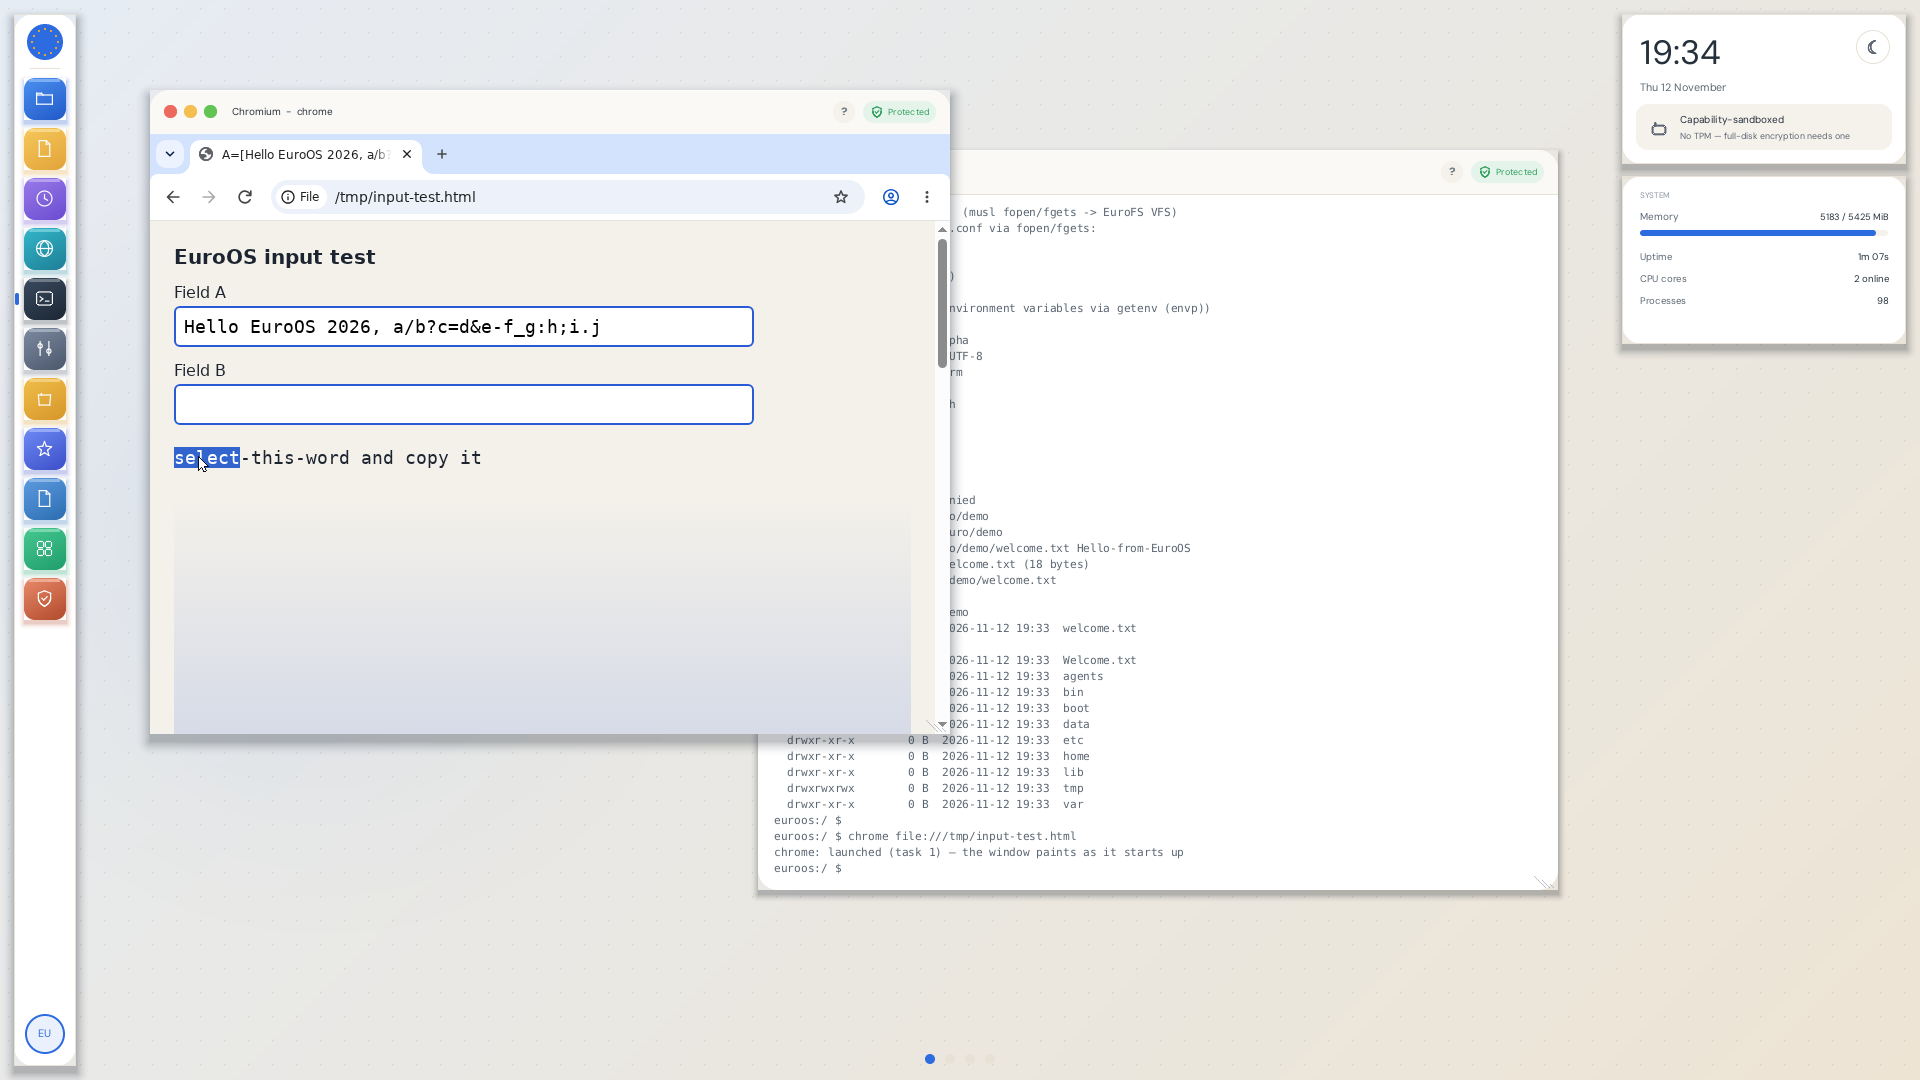 Chromium - chrome
? Protected
A=[Hello EuroOS 2026, a/b?
File /tmp/input-test.html
EuroOS input test
Field A
Hello EuroOS 2026, a/b?c=d&e-f_g:h;i.j
Field B
select-this-word and copy it
? Protected
(musl fopen/fgets -> EuroFS VFS)
.conf via fopen/fgets:
)
nvironment variables via getenv (envp))
pha
UTF-8
rm
h
nied
o/demo
uro/demo
o/demo/welcome.txt Hello-from-EuroOS
elcome.txt (18 bytes)
demo/welcome.txt
emo
026-11-12 19:33 welcome.txt
026-11-12 19:33 Welcome.txt
026-11-12 19:33 agents
026-11-12 19:33 bin
026-11-12 19:33 boot
026-11-12 19:33 data
drwxr-xr-x 0 B 2026-11-12 19:33 etc
drwxr-xr-x 0 B 2026-11-12 19:33 home
drwxr-xr-x 0 B 2026-11-12 19:33 lib
drwxrwxrwx 0 B 2026-11-12 19:33 tmp
drwxr-xr-x 0 B 2026-11-12 19:33 var
euroos:/ $
euroos:/ $ chrome file:///tmp/input-test.html
chrome: launched (task 1) — the window paints as it starts up
euroos:/ $
19:34
Thu 12 November
Capability-sandboxed
No TPM — full-disk encryption needs one
SYSTEM
Memory 5183 / 5425 MiB
Uptime 1m 07s
CPU cores 2 online
Processes 98
EU